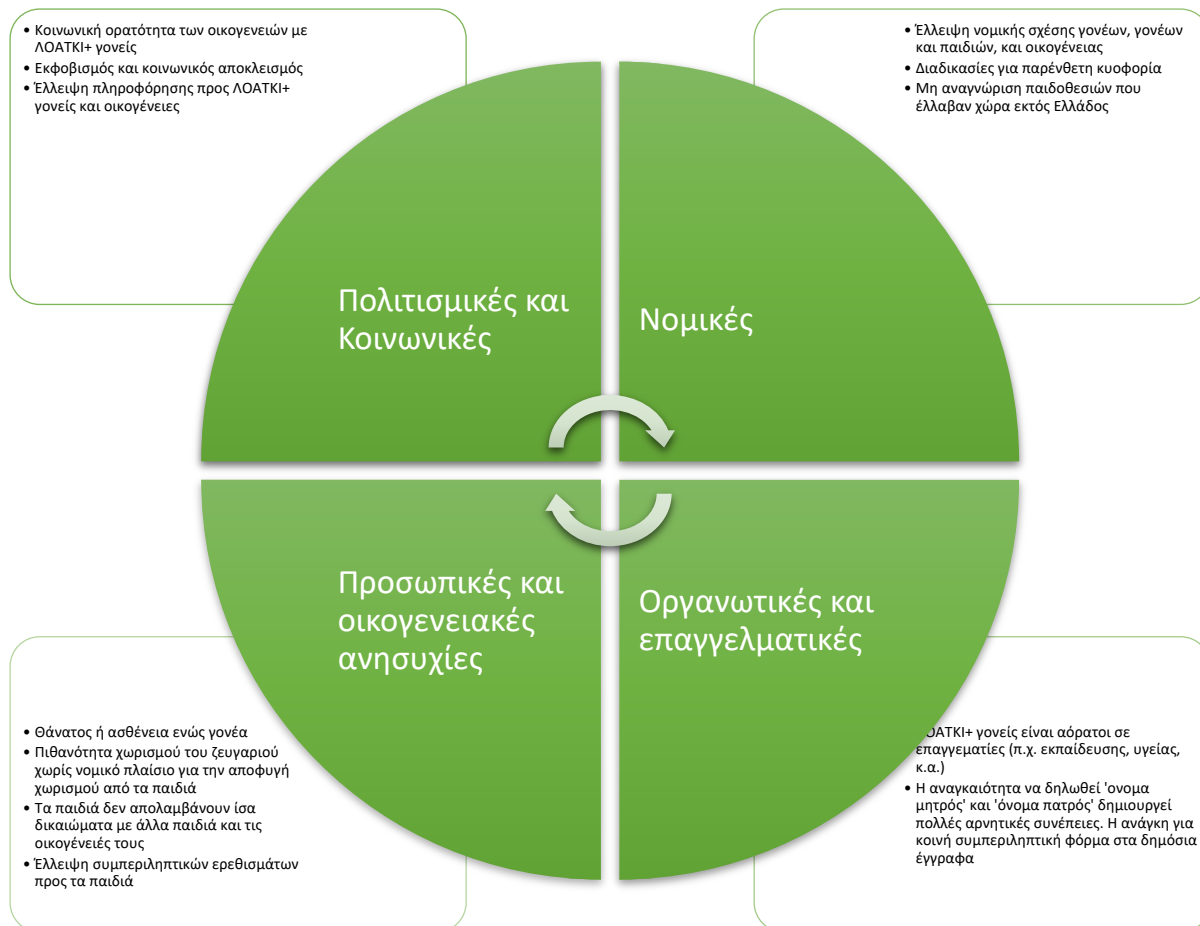 • Κοινωνική ορατότητα των οικογενειών με
ΛΟΑΤΚΙ+ γονείς
• Εκφοβισμός και κοινωνικός αποκλεισμός
• Έλλειψη πληροφόρησης προς ΛΟΑΤΚΙ+
γονείς και οικογένειες
• Έλλειψη νομικής σχέσης γονέων, γονέων
και παιδιών, και οικογένειας
• Διαδικασίες για παρένθετη κυοφορία
• Μη αναγνώριση παιδοθεσιών που
έλαβαν χώρα εκτός Ελλάδος
Πολιτισμικές και
Κοινωνικές
Νομικές
Προσωπικές και
οικογενειακές
ανησυχίες
Οργανωτικές και
επαγγελματικές
• Θάνατος ή ασθένεια ενώς γονέα
• Πιθανότητα χωρισμού του ζευγαριού
χωρίς νομικό πλαίσιο για την αποφυγή
χωρισμού από τα παιδιά
• Τα παιδιά δεν απολαμβάνουν ίσα
δικαιώματα με άλλα παιδιά και τις
οικογένειές τους
• Έλλειψη συμπεριληπτικών ερεθισμάτων
προς τα παιδιά
ΛΟΑΤΚΙ+ γονείς είναι αόρατοι σε
επαγγεματίες (π.χ. εκπαίδευσης, υγείας,
κ.α.)
• Η αναγκαιότητα να δηλωθεί 'ονομα
μητρός' και 'όνομα πατρός' δημιουργεί
πολλές αρνητικές συνέπειες. Η ανάγκη για
κοινή συμπεριληπτική φόρμα στα δημόσια
έγγραφα